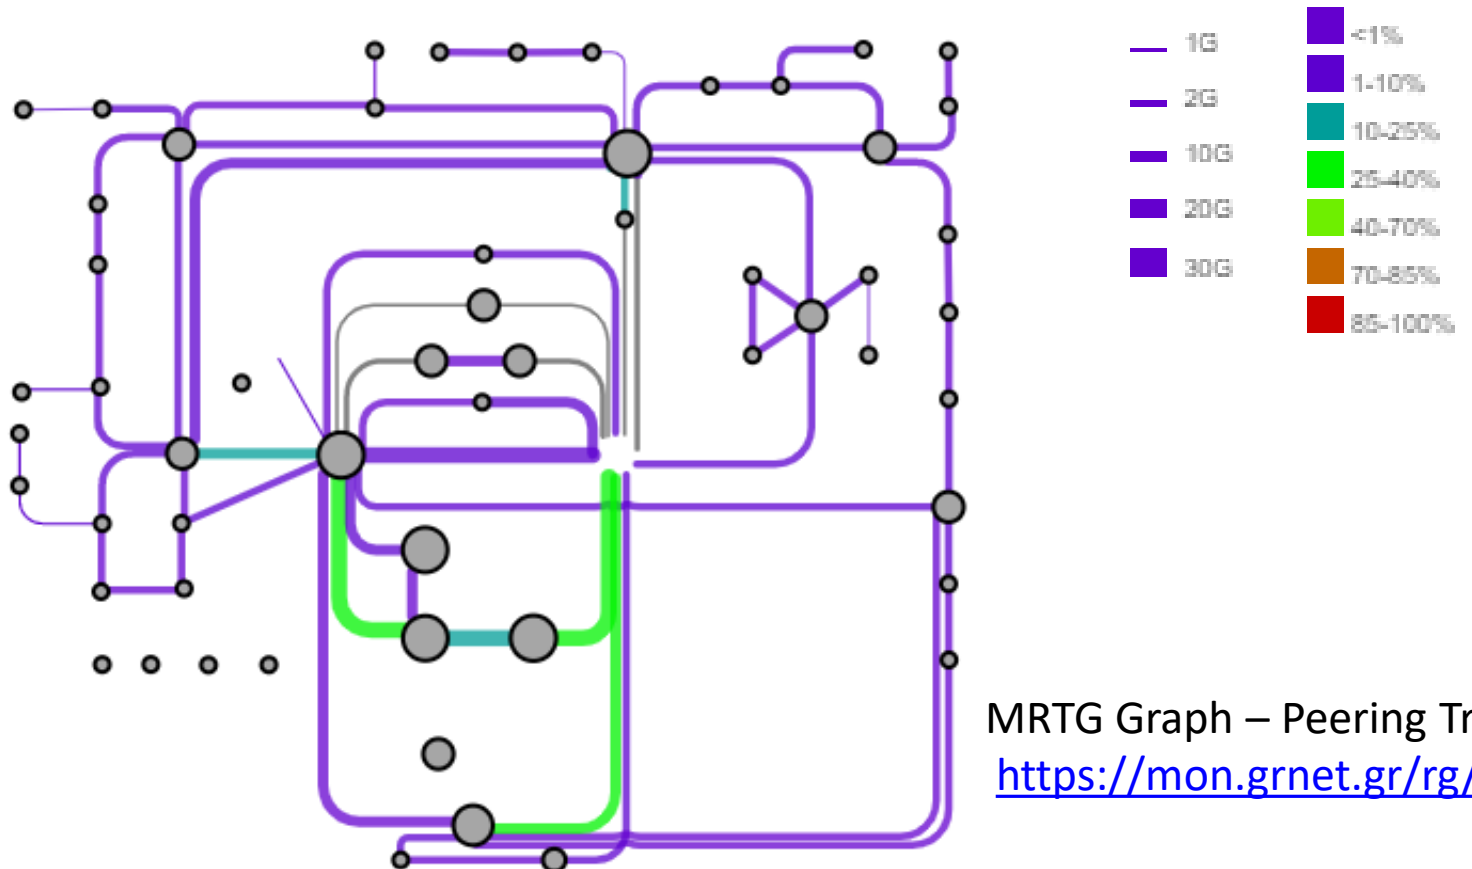 1G
2G
10G
20G
30G
<1%
1-10%
10-25%
25-40%
40-70%
70-85%
85-100%
MRTG Graph – Peering Tr
https://mon.grnet.gr/rg/